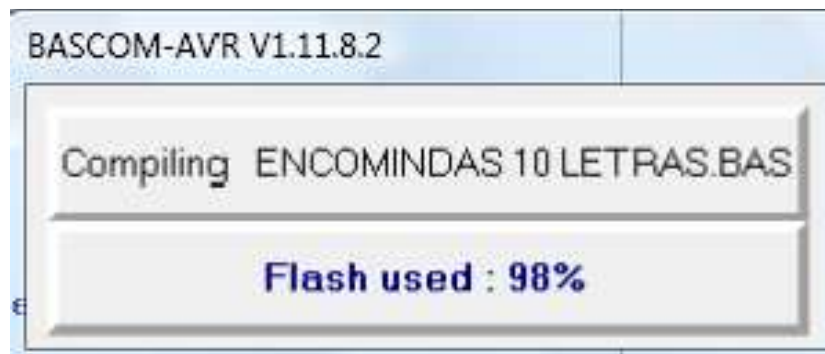 BASCOM-AVR V1.11.8.2
Compiling ENCOMINDAS 10 LETRAS.BAS
Flash used : 98%